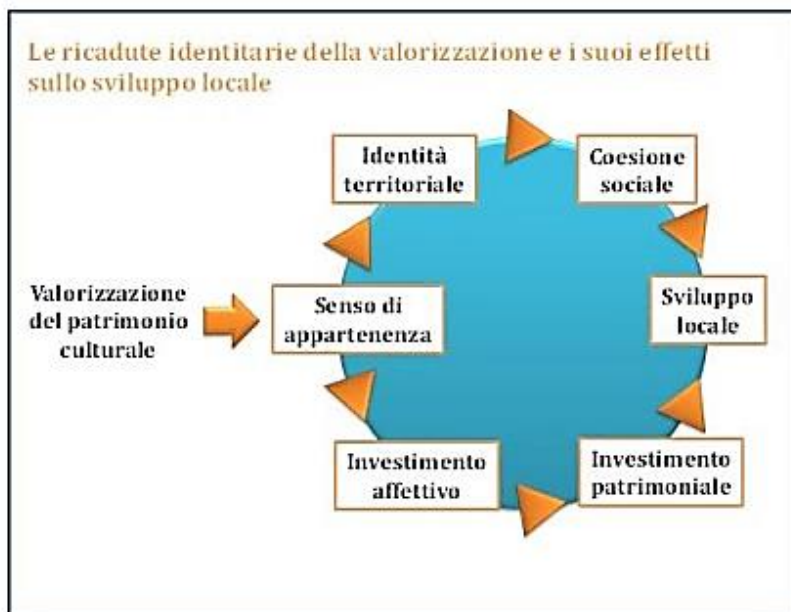 Le ricadute identitarie della valorizzazione e i suoi effetti
sullo sviluppo locale
Identità
territoriale
Coesione
sociale
Valorizzazione
del patrimonio
culturale
Senso di
appartenenza
Sviluppo
locale
Investimento
affettivo
Investimento
patrimoniale